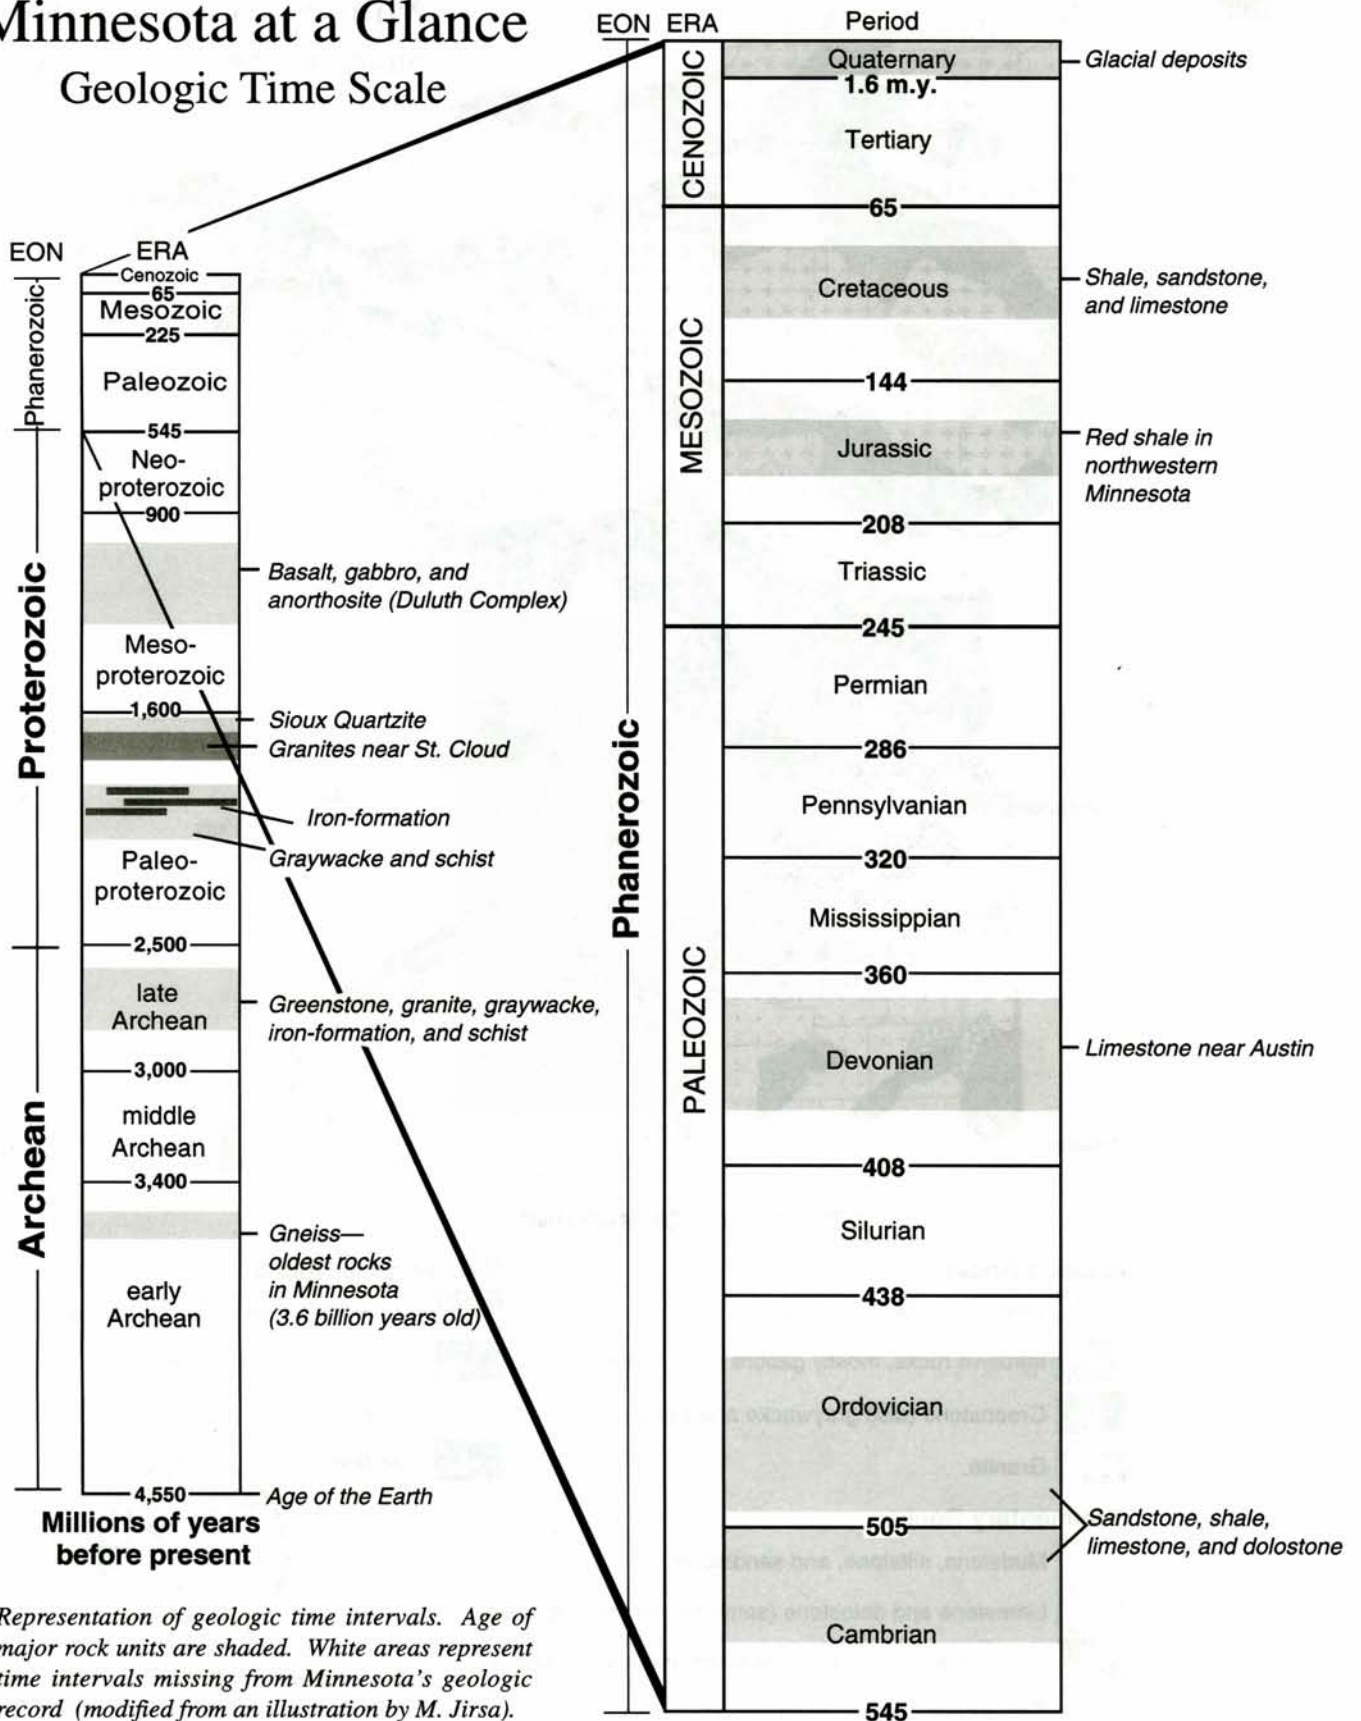 Minnesota at a Glance
Geologic Time Scale
EON
ERA
Cenozoic
65
Mesozoic
225
Paleozoic
545
Neo-
proterozoic
900
Meso-
proterozoic
1,600
Paleo-
proterozoic
2,500
late
Archean
3,000
middle
Archean
3,400
early
Archean
4,550
Millions of years
before present
Phanerozoic
Proterozoic
Archean
Basalt, gabbro, and
anorthosite (Duluth Complex)
Sioux Quartzite
Granites near St. Cloud
Iron-formation
Graywacke and schist
Greenstone, granite, graywacke,
iron-formation, and schist
Gneiss—
oldest rocks
in Minnesota
(3.6 billion years old)
Age of the Earth
Representation of geologic time intervals. Age of
major rock units are shaded. White areas represent
time intervals missing from Minnesota's geologic
record (modified from an illustration by M. Jirsa).
EON ERA
Period
Phanerozoic
CENOZOIC
Quaternary
1.6 m.y.
Tertiary
65
MESOZOIC
Cretaceous
144
Jurassic
208
Triassic
245
PALEOZOIC
Permian
286
Pennsylvanian
320
Mississippian
360
Devonian
408
Silurian
438
Ordovician
505
Cambrian
545
Glacial deposits
Shale, sandstone,
and limestone
Red shale in
northwestern
Minnesota
Limestone near Austin
Sandstone, shale,
limestone, and dolostone